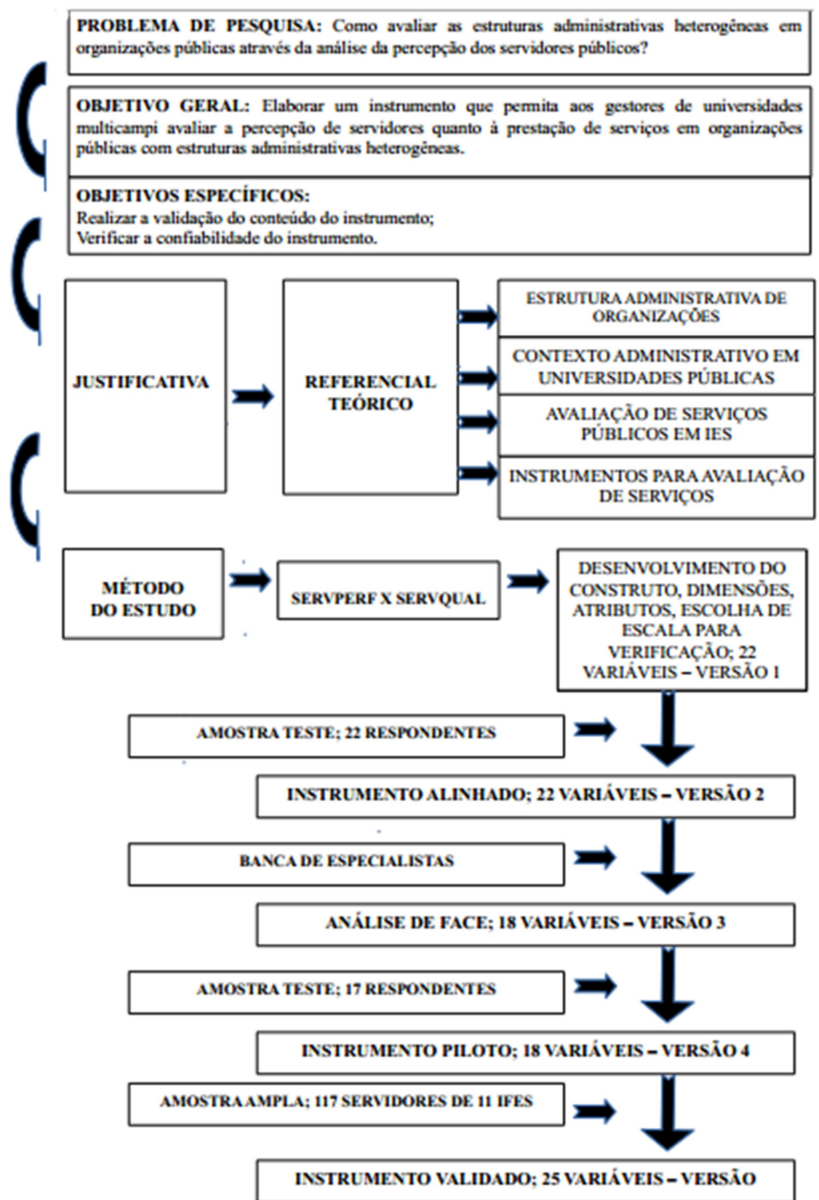 PROBLEMA DE PESQUISA: Como avaliar as estruturas administrativas heterogêneas em
organizações públicas através da análise da percepção dos servidores públicos?
OBJETIVO GERAL: Elaborar um instrumento que permita aos gestores de universidades
multicampi avaliar a percepção de servidores quanto à prestação de serviços em organizações
públicas com estruturas administrativas heterogêneas.
OBJETIVOS ESPECÍFICOS:
Realizar a validação do conteúdo do instrumento;
Verificar a confiabilidade do instrumento.
JUSTIFICATIVA
REFERENCIAL
TEÓRICO
ESTRUTURA ADMINISTRATIVA DE
ORGANIZAÇÕES
CONTEXTO ADMINISTRATIVO EM
UNIVERSIDADES PÚBLICAS
AVALIAÇÃO DE SERVIÇOS
PÚBLICOS EM IES
INSTRUMENTOS PARA AVALIAÇÃO
DE SERVIÇOS
MÉTODO
DO ESTUDO
SERVPERF X SERVQUAL
DESENVOLVIMENTO DO
CONSTRUTO, DIMENSÕES,
ATRIBUTOS, ESCOLHA DE
ESCALA PARA
VERIFICAÇÃO; 22
VARIÁVEIS – VERSÃO 1
AMOSTRA TESTE; 22 RESPONDENTES
INSTRUMENTO ALINHADO; 22 VARIÁVEIS – VERSÃO 2
BANCA DE ESPECIALISTAS
ANÁLISE DE FACE; 18 VARIÁVEIS – VERSÃO 3
AMOSTRA TESTE; 17 RESPONDENTES
INSTRUMENTO PILOTO; 18 VARIÁVEIS – VERSÃO 4
AMOSTRA AMPLA; 117 SERVIDORES DE 11 IFES
INSTRUMENTO VALIDADO; 25 VARIÁVEIS – VERSÃO